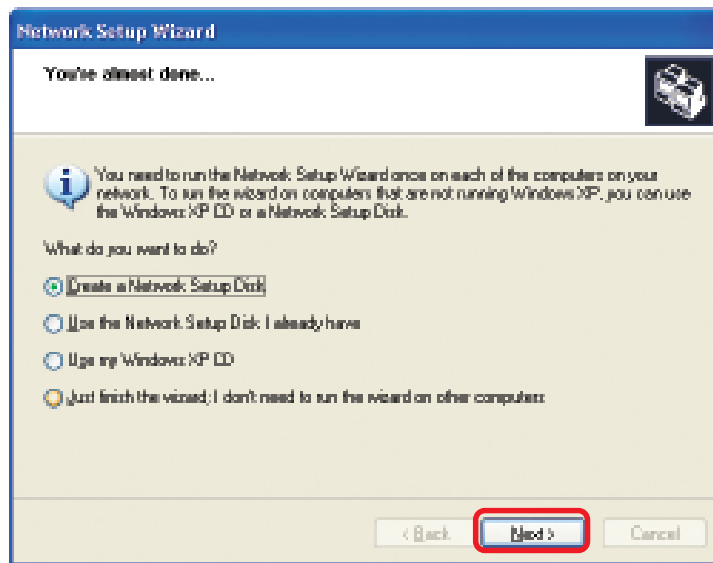 Network Setup Wizard
You're almost done...
You need to run the Network Setup Wizard once on each of the computers on your
network. To run the wizard on computers that are not running Windows XP, you can use
the Windows XP CD or a Network Setup Disk.
What do you want to do?
Create a Network Setup Disk
Use the Network Setup Disk I already have
Use my Windows XP CD
Just finish the wizard; I don't need to run the wizard on other computers
< Back
Next >
Cancel